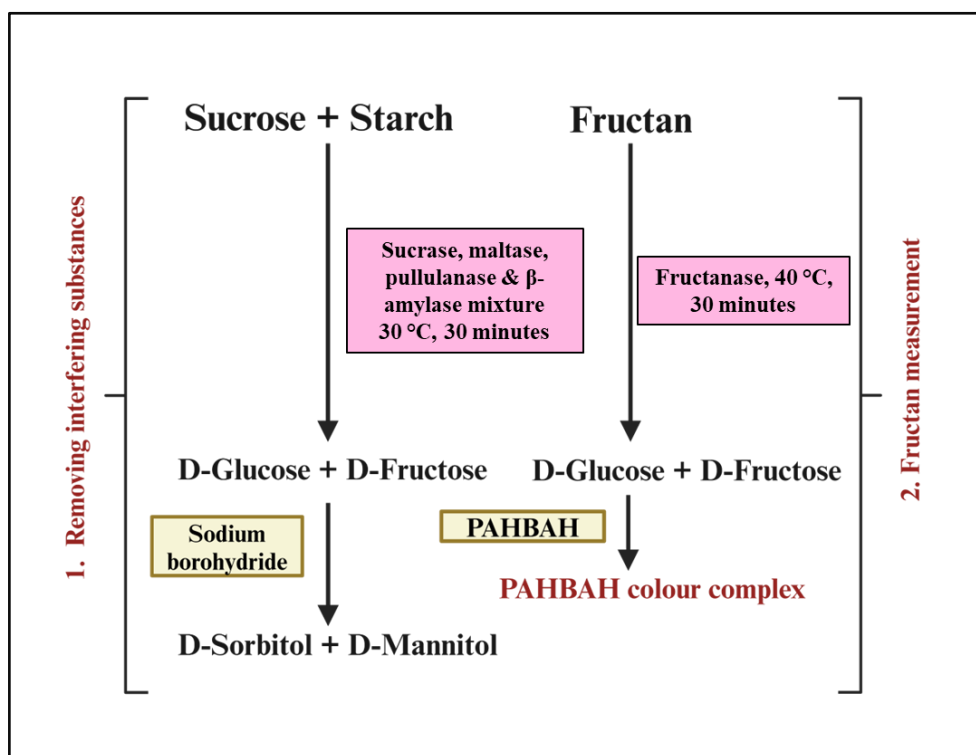 1. Removing interfering substances
Sucrose + Starch
Sucrase, maltase,
pullulanase & β-
amylase mixture
30 °C, 30 minutes
D-Glucose + D-Fructose
Sodium
borohydride
D-Sorbitol + D-Mannitol
Fructan
Fructanase, 40 °C,
30 minutes
D-Glucose + D-Fructose
PAHBAH
PAHBAH colour complex
2. Fructan measurement